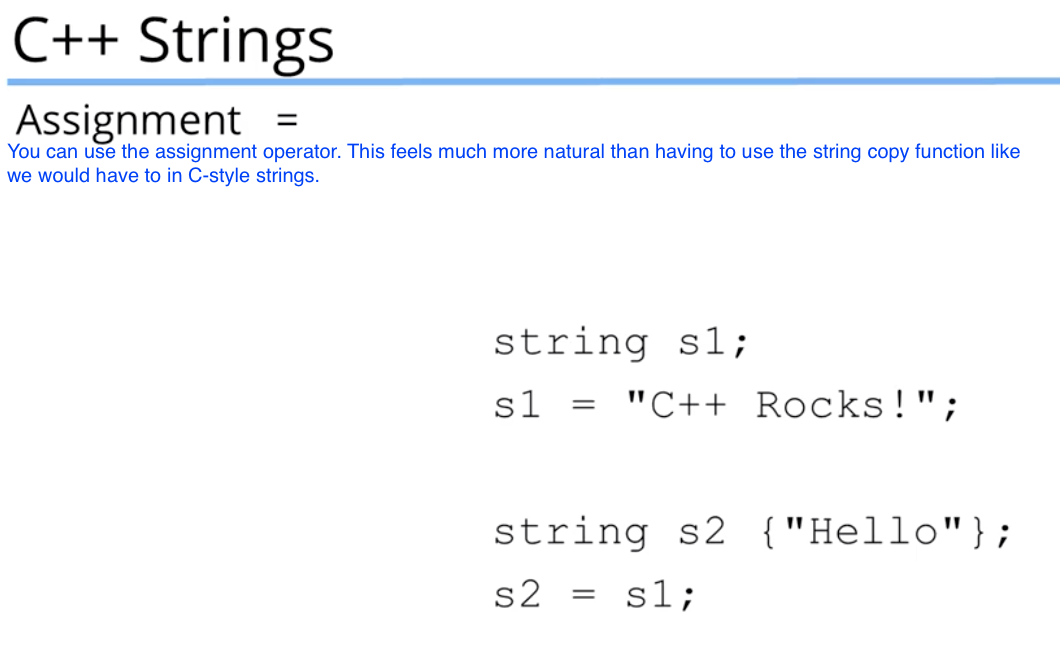 C++ Strings
Assignment =
You can use the assignment operator. This feels much more natural than having to use the string copy function like
we would have to in C-style strings.
string s1;
s1 = "C++ Rocks!";
string s2 {"Hello"};
s2 = s1;